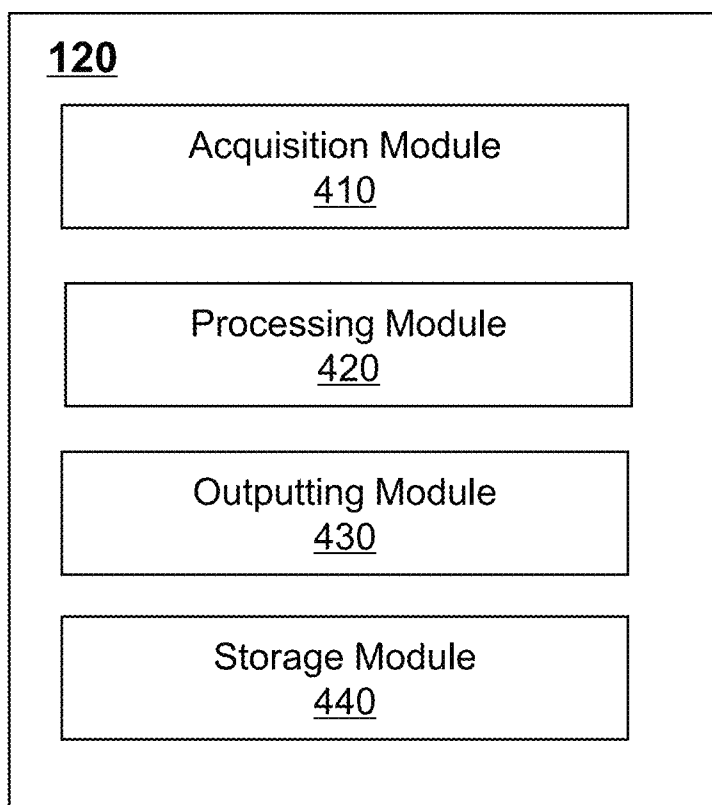 120
Acquisition Module
410
Processing Module
420
Outputting Module
430
Storage Module
440